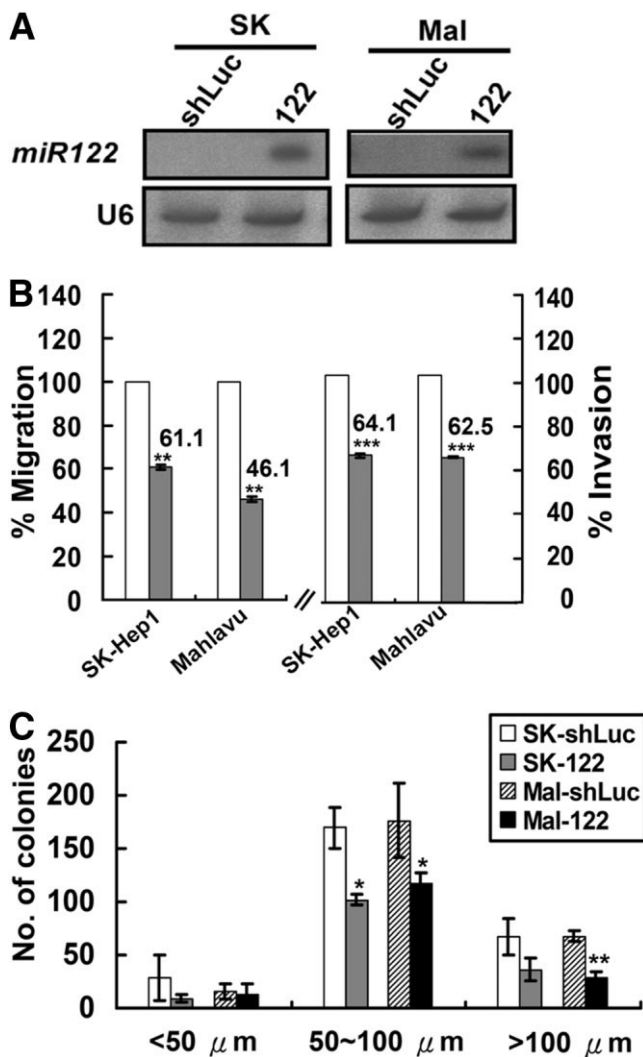 A
SK Mal
shLuc 122 shLuc 122
miR122
U6
B
140 140
120 120
100 100
80 80
60 60
40 40
20 20
0 0
% Migration
% Invasion
61.1
**
46.1
**
64.1
***
62.5
***
//
SK-Hep1 Mahlavu SK-Hep1 Mahlavu
C
250
200
150
100
50
0
No. of colonies
SK-shLuc
SK-122
Mal-shLuc
Mal-122
*
*
**
<50 μm 50~100 μm >100 μm